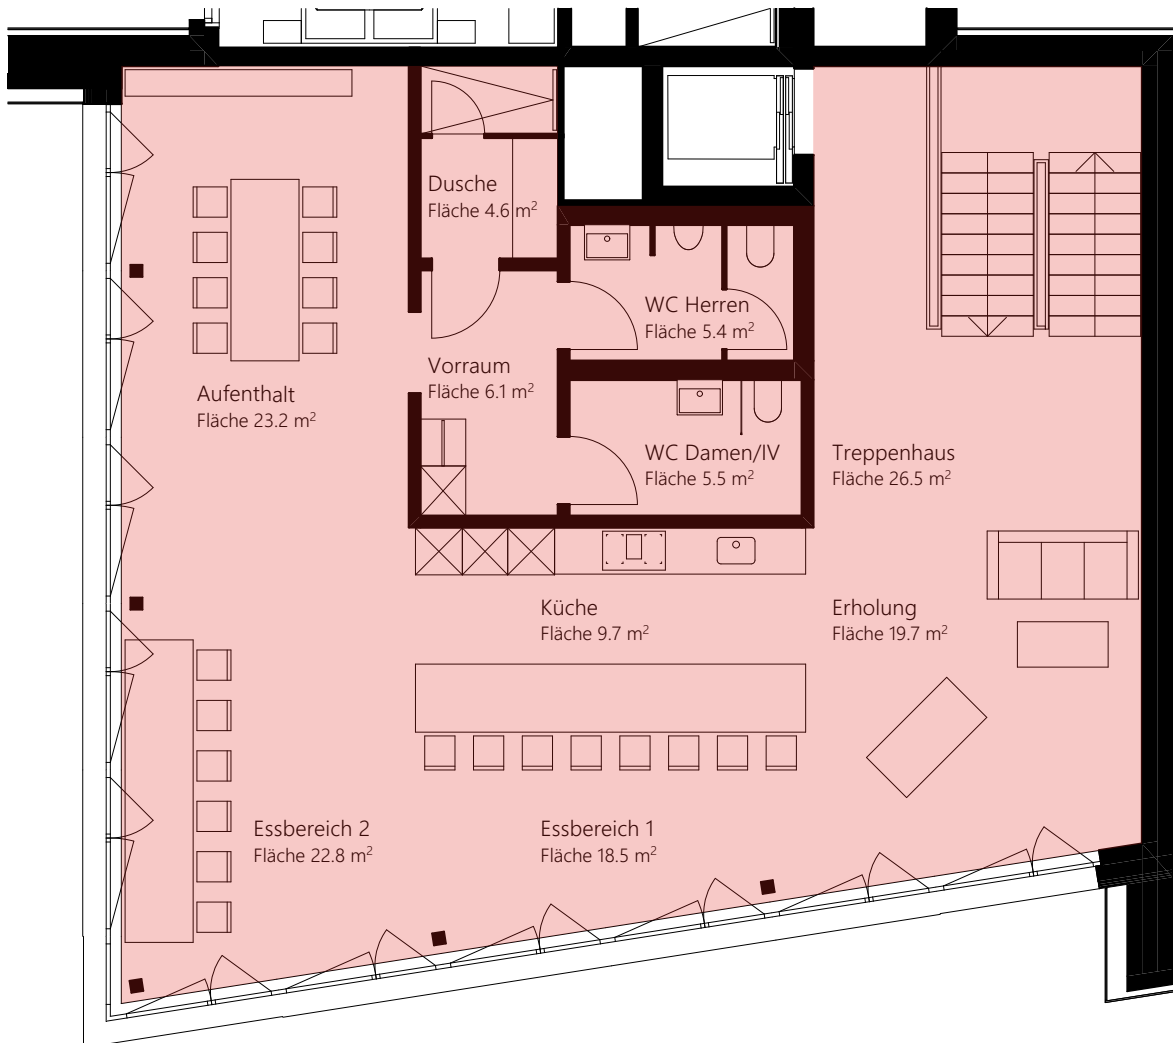 Dusche
Fläche 4.6 m²
WC Herren
Fläche 5.4 m²
Vorraum
Fläche 6.1 m²
Aufenthalt
Fläche 23.2 m²
WC Damen/IV
Fläche 5.5 m²
Treppenhaus
Fläche 26.5 m²
Küche
Fläche 9.7 m²
Erholung
Fläche 19.7 m²
Essbereich 2
Fläche 22.8 m²
Essbereich 1
Fläche 18.5 m²